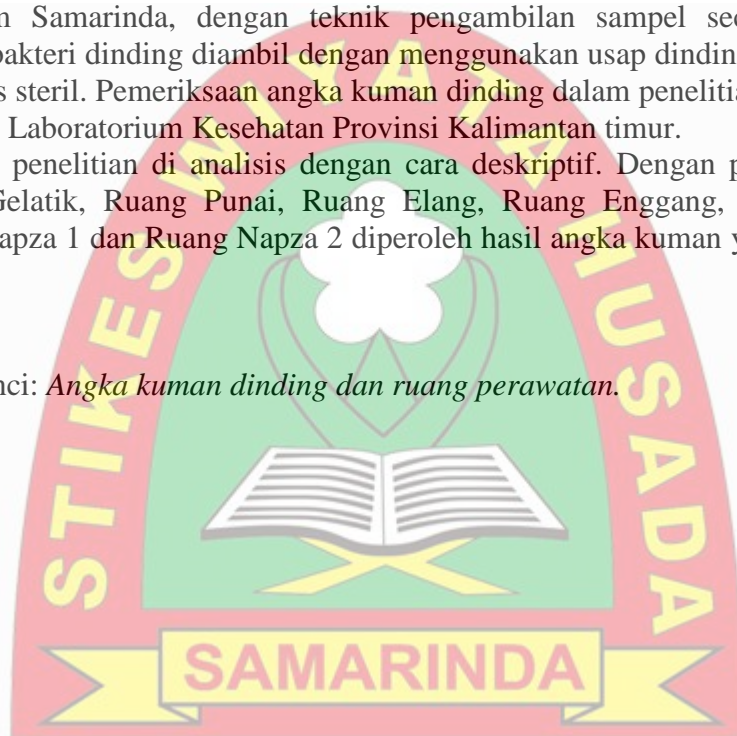 m Samarinda, dengan teknik pengambilan sampel sec
bakteri dinding diambil dengan menggunakan usap dinding
s steril. Pemeriksaan angka kuman dinding dalam penelitia
Laboratorium Kesehatan Provinsi Kalimantan timur.
penelitian di analisis dengan cara deskriptif. Dengan p
Gelatik, Ruang Punai, Ruang Elang, Ruang Enggang,
apza 1 dan Ruang Napza 2 diperoleh hasil angka kuman y
nci: Angka kuman dinding dan ruang perawatan.
STIKES WIYATA HUSADA
SAMARINDA